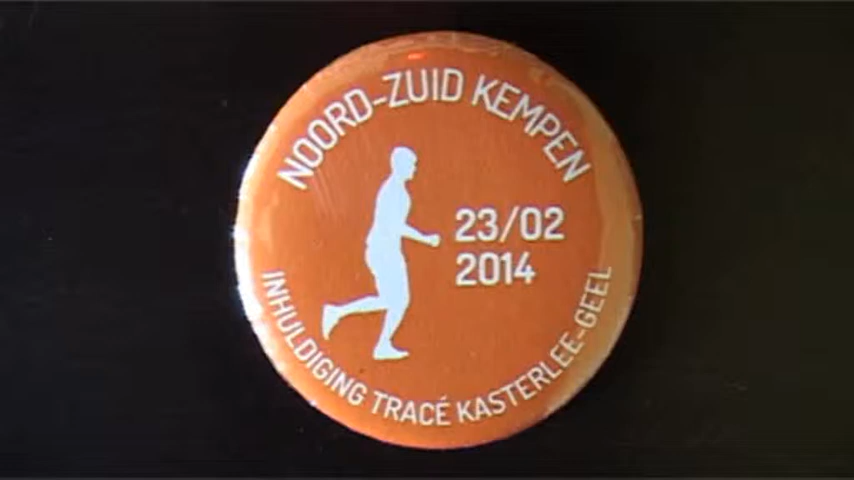 NOORD-ZUID KEMPEN
23/02
2014
INHULDIGING TRACÉ KASTERLEE-GEEL